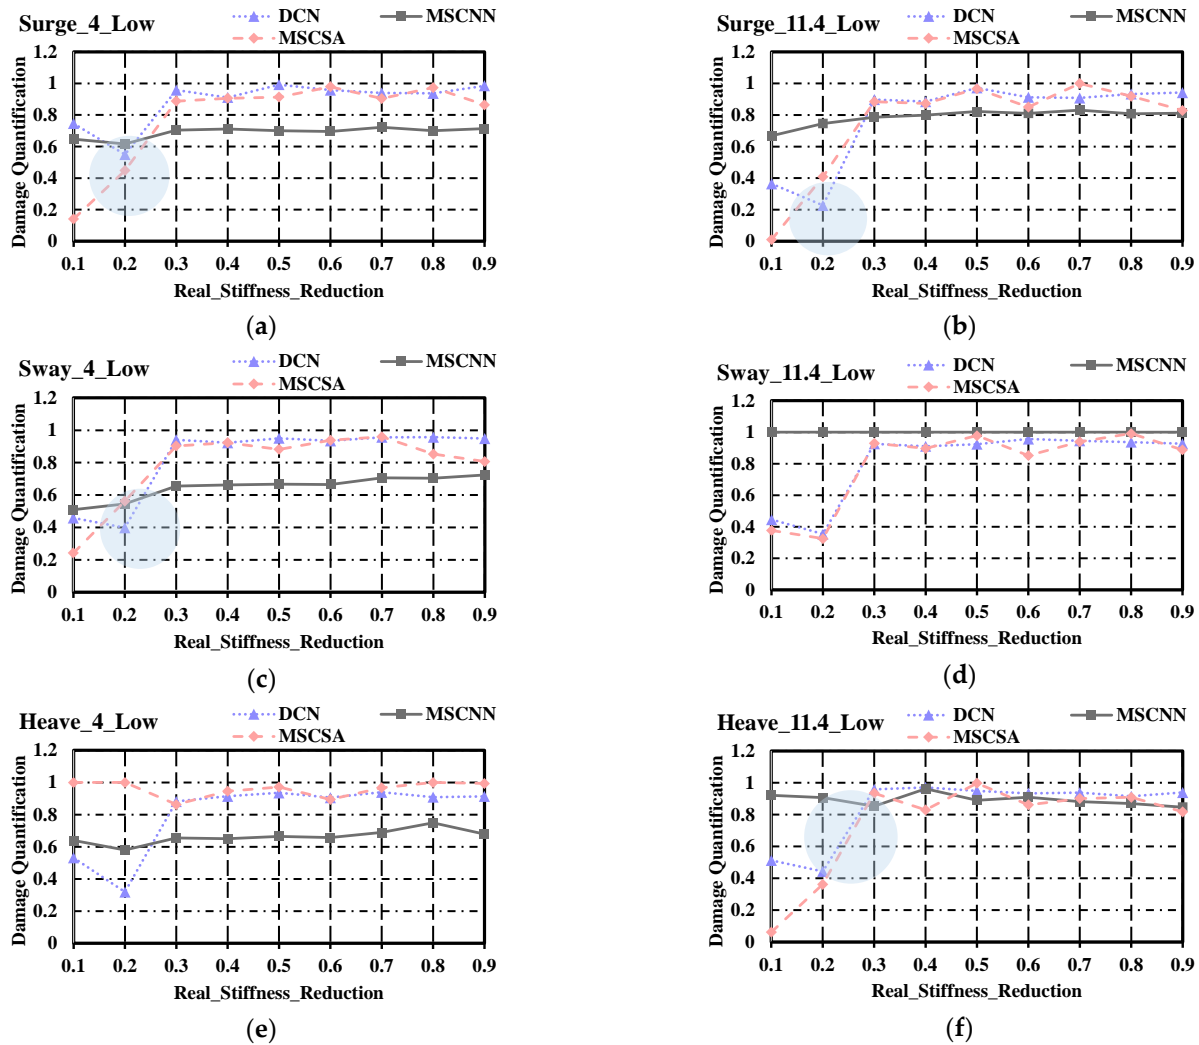 Surge_4_Low
DCN
MSCNN
MSCSA
Damage Quantification
1.2
1
0.8
0.6
0.4
0.2
0
0.1 0.2 0.3 0.4 0.5 0.6 0.7 0.8 0.9
Real_Stiffness_Reduction
(a)
Surge_11.4_Low
DCN
MSCNN
MSCSA
Damage Quantification
1.2
1
0.8
0.6
0.4
0.2
0
0.1 0.2 0.3 0.4 0.5 0.6 0.7 0.8 0.9
Real_Stiffness_Reduction
(b)
Sway_4_Low
DCN
MSCNN
MSCSA
Damage Quantification
1.2
1
0.8
0.6
0.4
0.2
0
0.1 0.2 0.3 0.4 0.5 0.6 0.7 0.8 0.9
Real_Stiffness_Reduction
(c)
Sway_11.4_Low
DCN
MSCNN
MSCSA
Damage Quantification
1.2
1
0.8
0.6
0.4
0.2
0
0.1 0.2 0.3 0.4 0.5 0.6 0.7 0.8 0.9
Real_Stiffness_Reduction
(d)
Heave_4_Low
DCN
MSCNN
MSCSA
Damage Quantification
1.2
1
0.8
0.6
0.4
0.2
0
0.1 0.2 0.3 0.4 0.5 0.6 0.7 0.8 0.9
Real_Stiffness_Reduction
(e)
Heave_11.4_Low
DCN
MSCNN
MSCSA
Damage Quantification
1.2
1
0.8
0.6
0.4
0.2
0
0.1 0.2 0.3 0.4 0.5 0.6 0.7 0.8 0.9
Real_Stiffness_Reduction
(f)